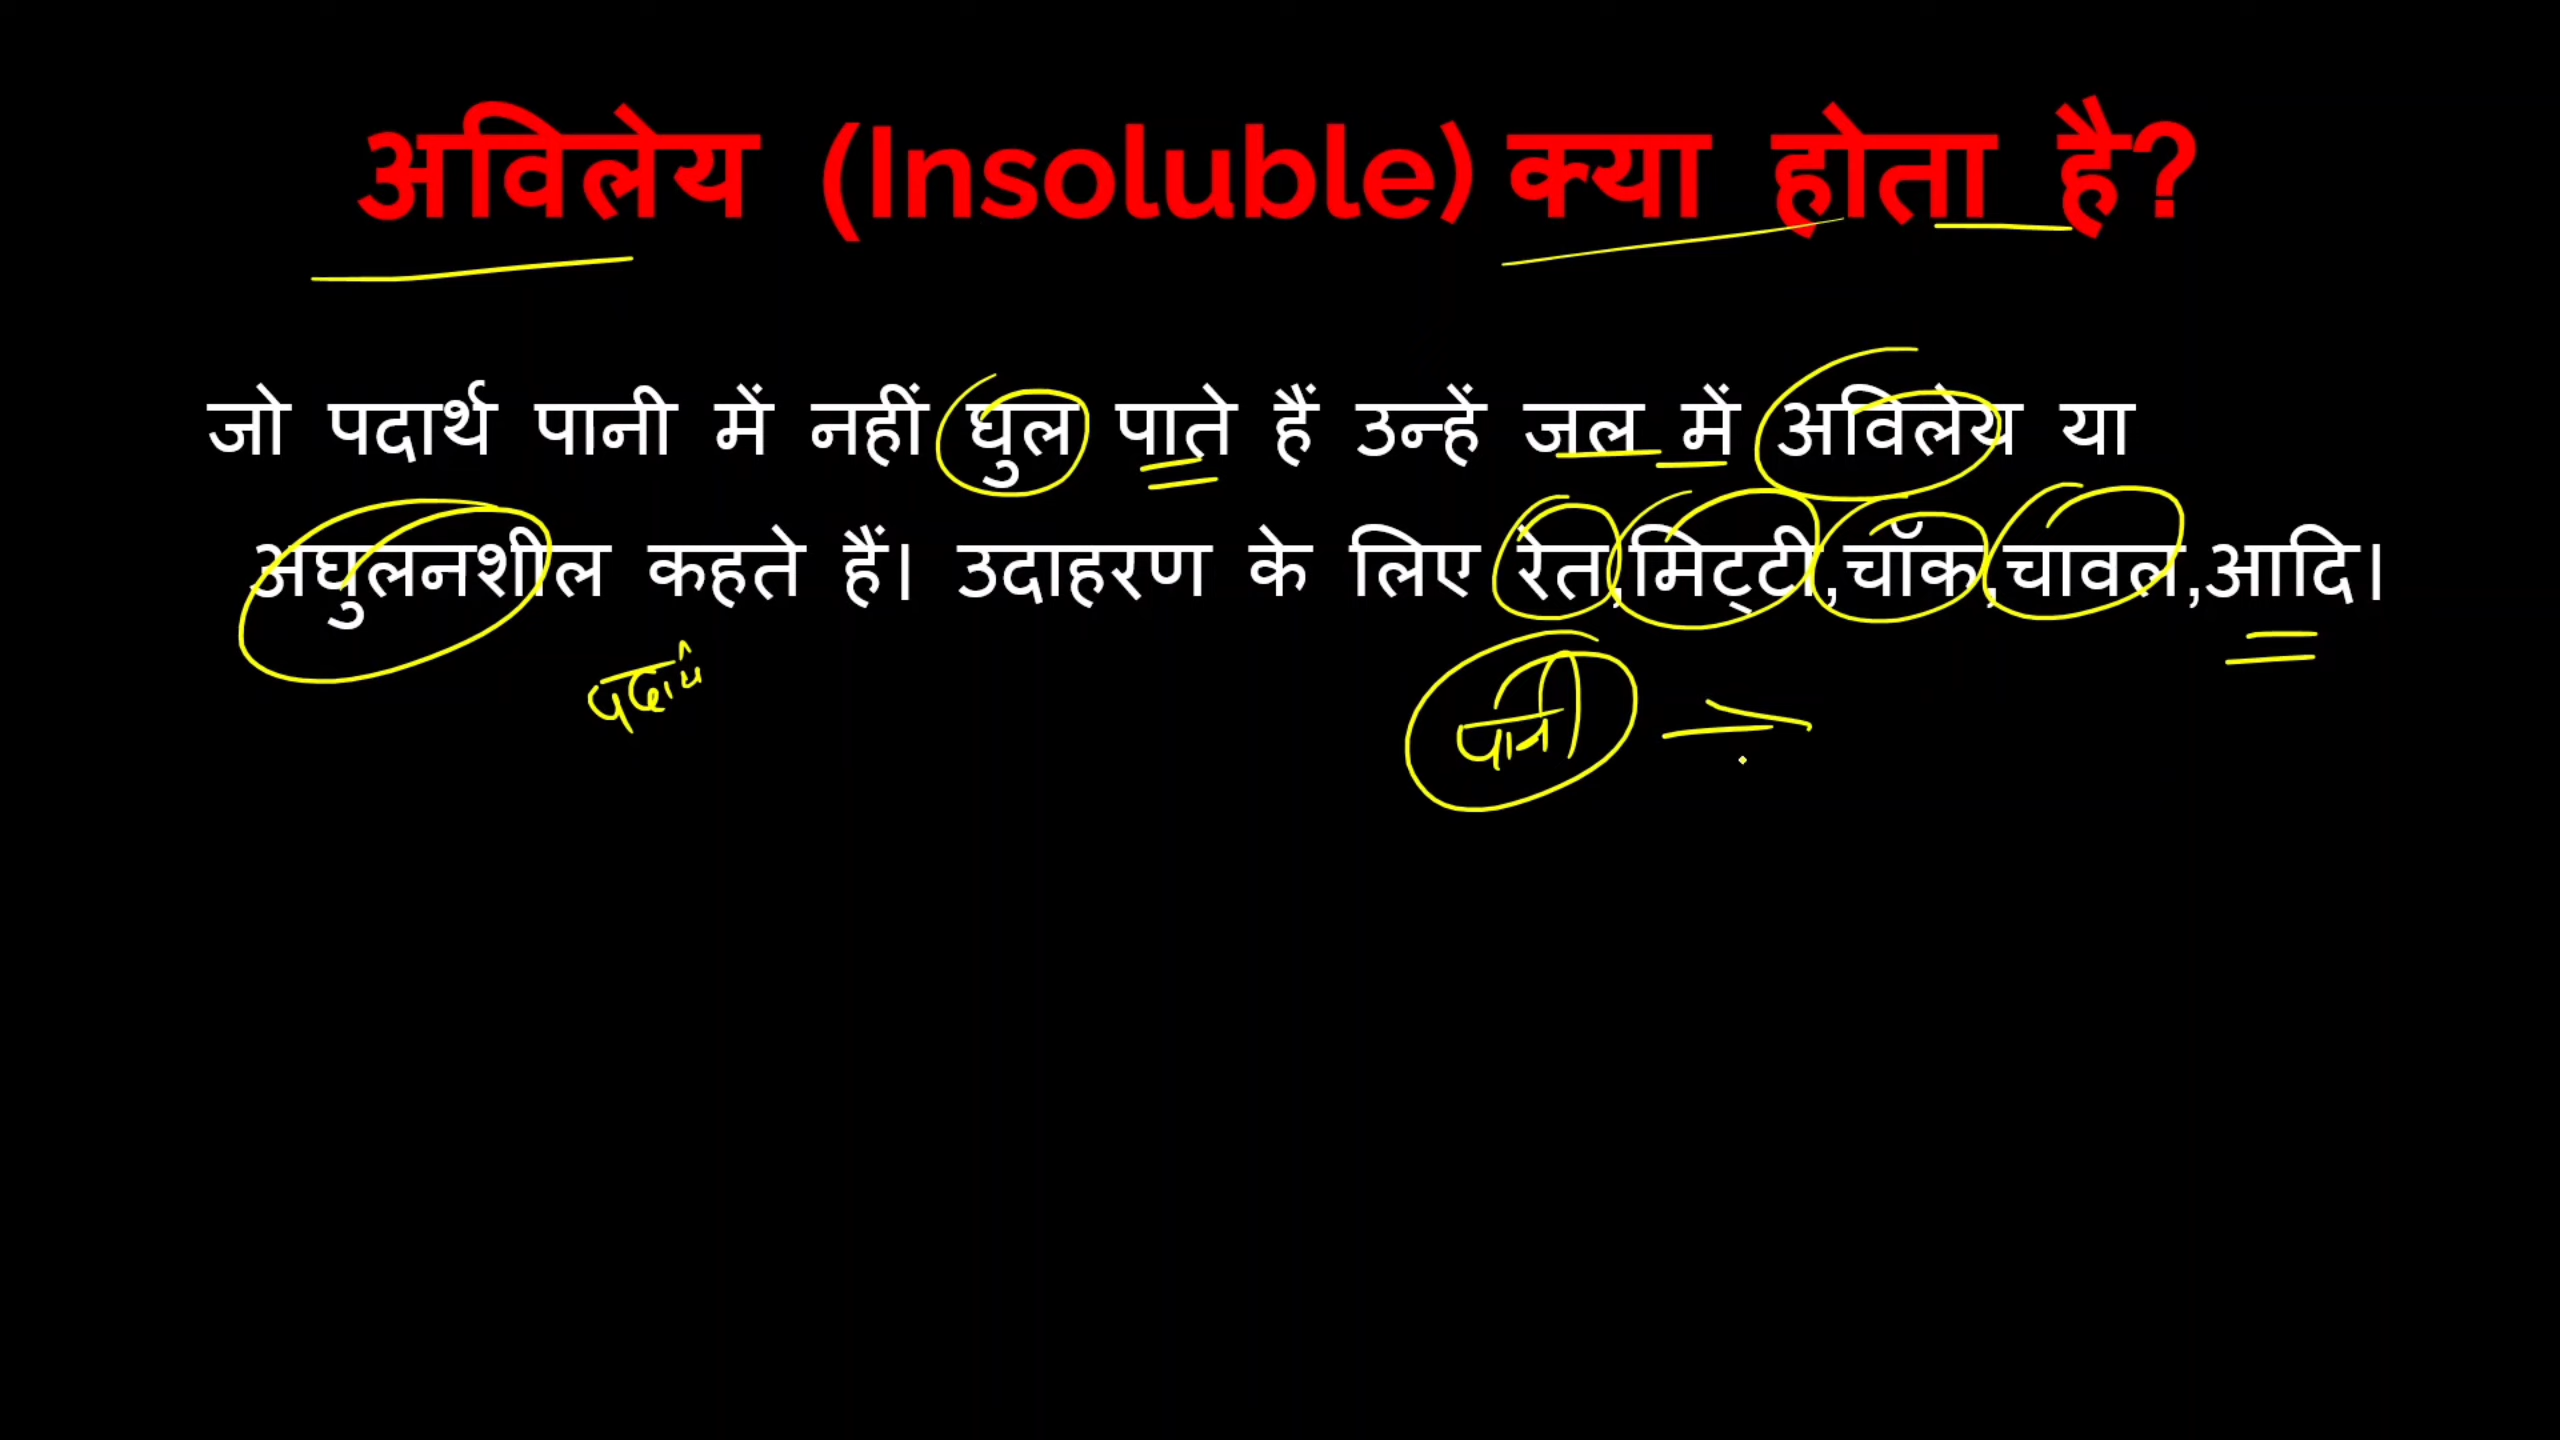 अविलेय (Insoluble) क्या होता है?
जो पदार्थ पानी में नहीं घुल पाते हैं उन्हें जल में अविलेय या
अघुलनशील कहते हैं। उदाहरण के लिए रेत,मिट्टी,चॉक,चावल,आदि।
पदार्थ
पानी